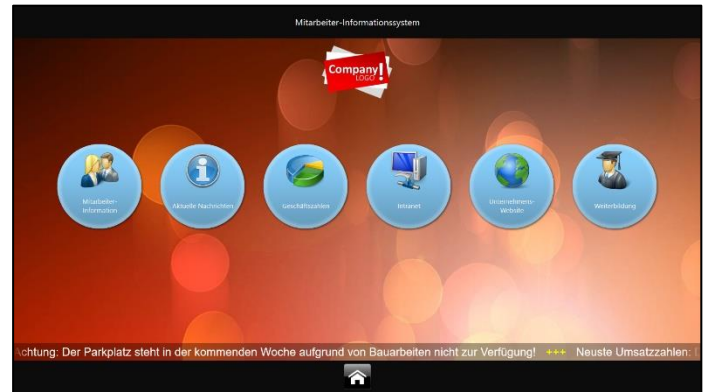 Mitarbeiter-Informationssystem
Company!
LOGO
Mitarbeiter-
Information
Aktuelle Nachrichten
Geschäftszahlen
Intranet
Unternehmens-
Website
Weiterbildung
chtung: Der Parkplatz steht in der kommenden Woche aufgrund von Bauarbeiten nicht zur Verfügung! +++ Neuste Umsatzzahlen: